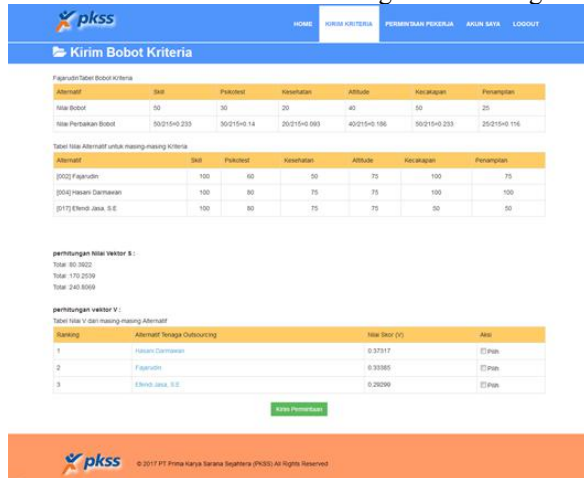 pkss
HOME KIRIM KRITERIA PERMINTAAN PEKERJA AKUN SAYA LOGOUT
Kirim Bobot Kriteria
FajarudinTabel Bobot Kriteria
Alternatif Skill Psikotest Kesehatan Attitude Kecakapan Penampilan
Nilai Bobot 50 30 20 40 50 25
Nilai Perbaikan Bobot 50/215=0.233 30/215=0.14 20/215=0.093 40/215=0.186 50/215=0.233 25/215=0.116
Tabel Nilai Alternatif untuk masing-masing Kriteria
Alternatif Skill Psikotest Kesehatan Attitude Kecakapan Penampilan
[002] Fajarudin 100 60 50 75 100 75
[004] Hasani Darmawan 100 80 75 75 100 100
[017] Efendi Jasa, S.E 100 80 75 75 50 50
perhitungan Nilai Vektor S :
Total: 80.3922
Total: 170.2539
Total: 240.8069
perhitungan vektor V :
Tabel Nilai V dari masing-masing Alternatif
Ranking Alternatif Tenaga Outsourcing Nilai Skor (V) Aksi
1 Hasani Darmawan 0.37317 Pilih
2 Fajarudin 0.33385 Pilih
3 Efendi Jasa, S.E 0.29299 Pilih
Kirim Permintaan
pkss © 2017 PT Prima Karya Sarana Sejahtera (PKSS) All Rights Reserved